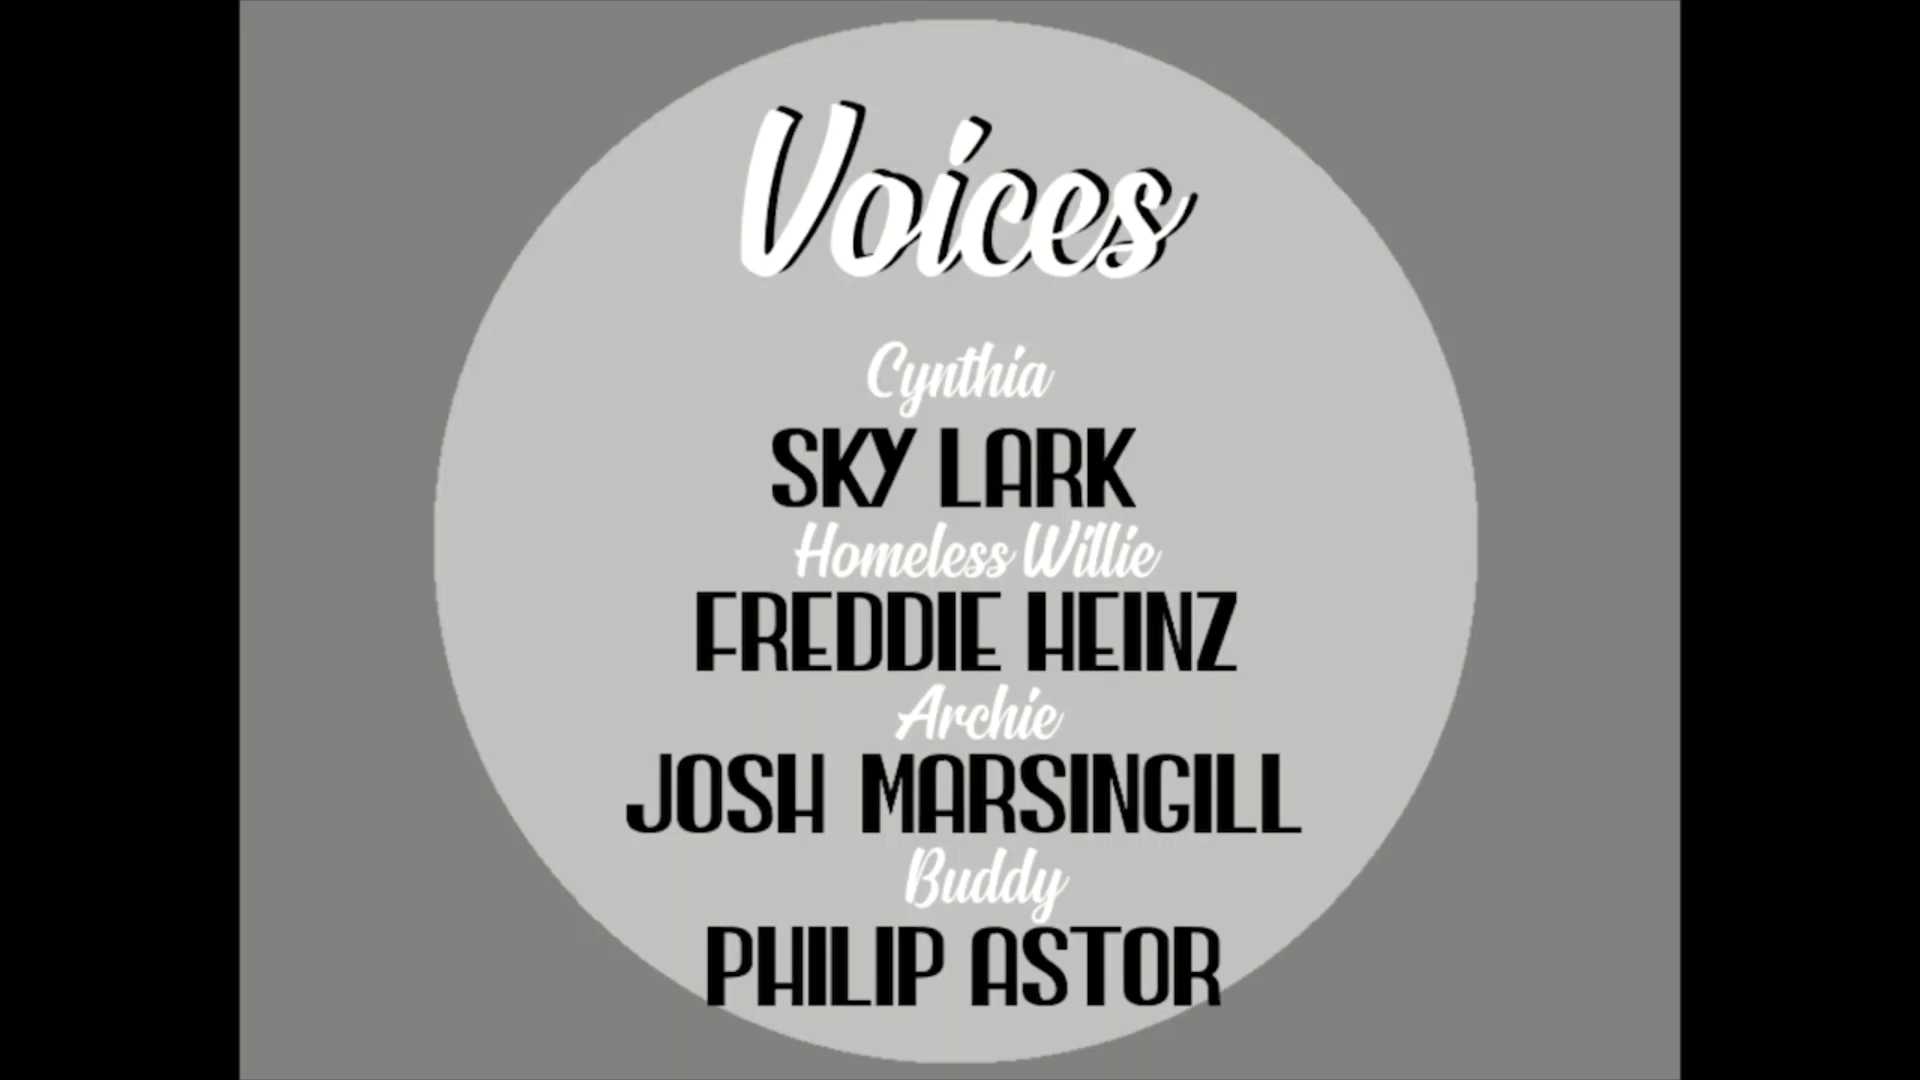 Voices
Cynthia
SKY LARK
Homeless Willie
FREDDIE HEINZ
Archie
JOSH MARSINGILL
Buddy
PHILIP ASTOR